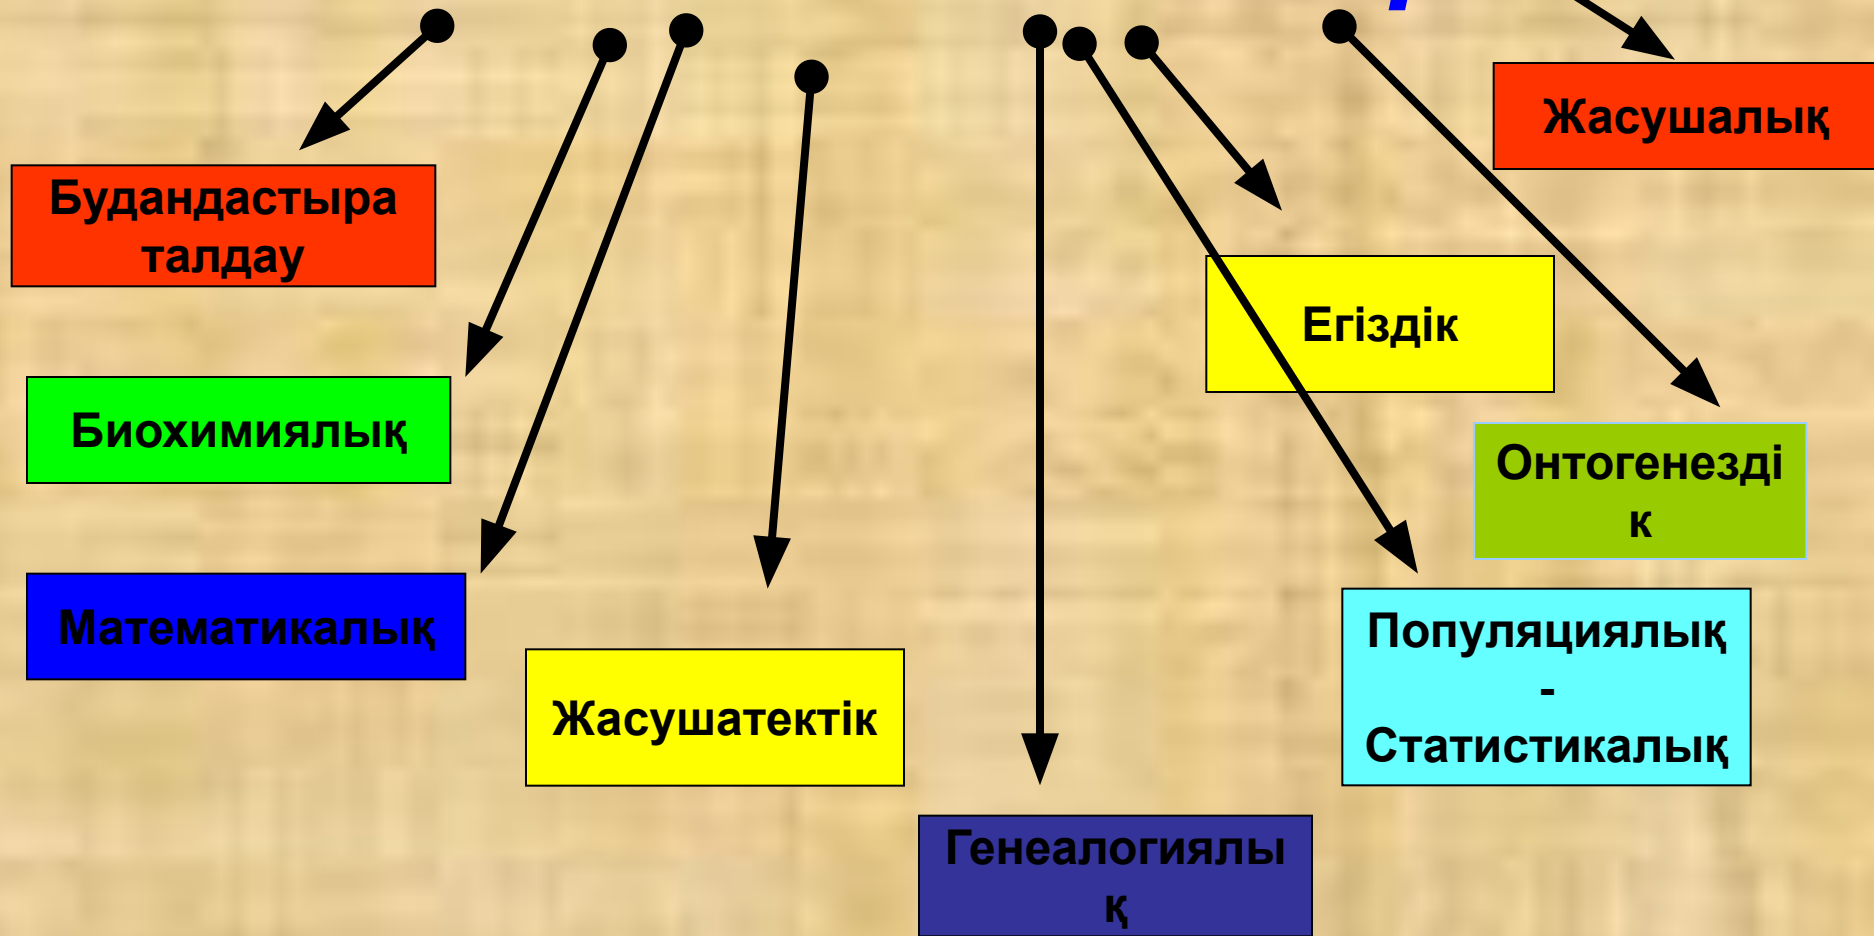 Жасушалық
Будандастыра
талдау
Егіздік
Биохимиялық
Онтогенезді
к
Математикалық
Популяциялық
-
Статистикалық
Жасушатектік
Генеалогиялы
қ